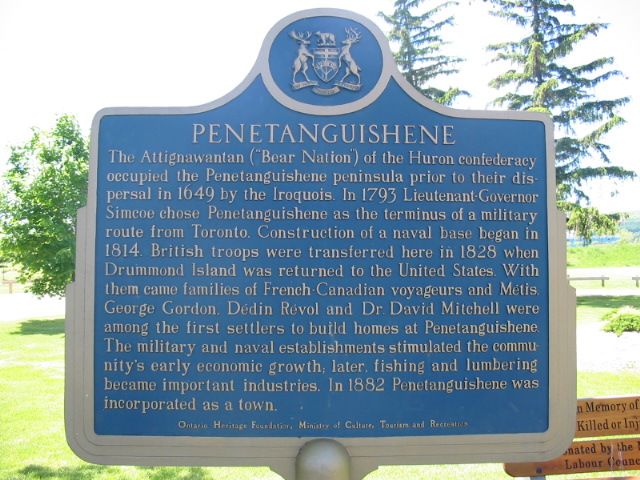 PENETANGUISHENE
The Attignawantan ("Bear Nation") of the Huron confederacy
occupied the Penetanguishene peninsula prior to their dis-
persal in 1649 by the Iroquois. In 1793 Lieutenant-Governor
Simcoe chose Penetanguishene as the terminus of a military
route from Toronto. Construction of a naval base began in
1814. British troops were transferred here in 1828 when
Drummond Island was returned to the United States. With
them came families of French-Canadian voyageurs and Métis.
George Gordon, Dédin Révol and Dr. David Mitchell were
among the first settlers to build homes at Penetanguishene.
The military and naval establishments stimulated the commu-
nity's early economic growth; later, fishing and lumbering
became important industries. In 1882 Penetanguishene was
incorporated as a town.
Ontario Heritage Foundation, Ministry of Culture, Tourism and Recreation
n Memory of
Killed or Inj
nated by the
Labour Counc